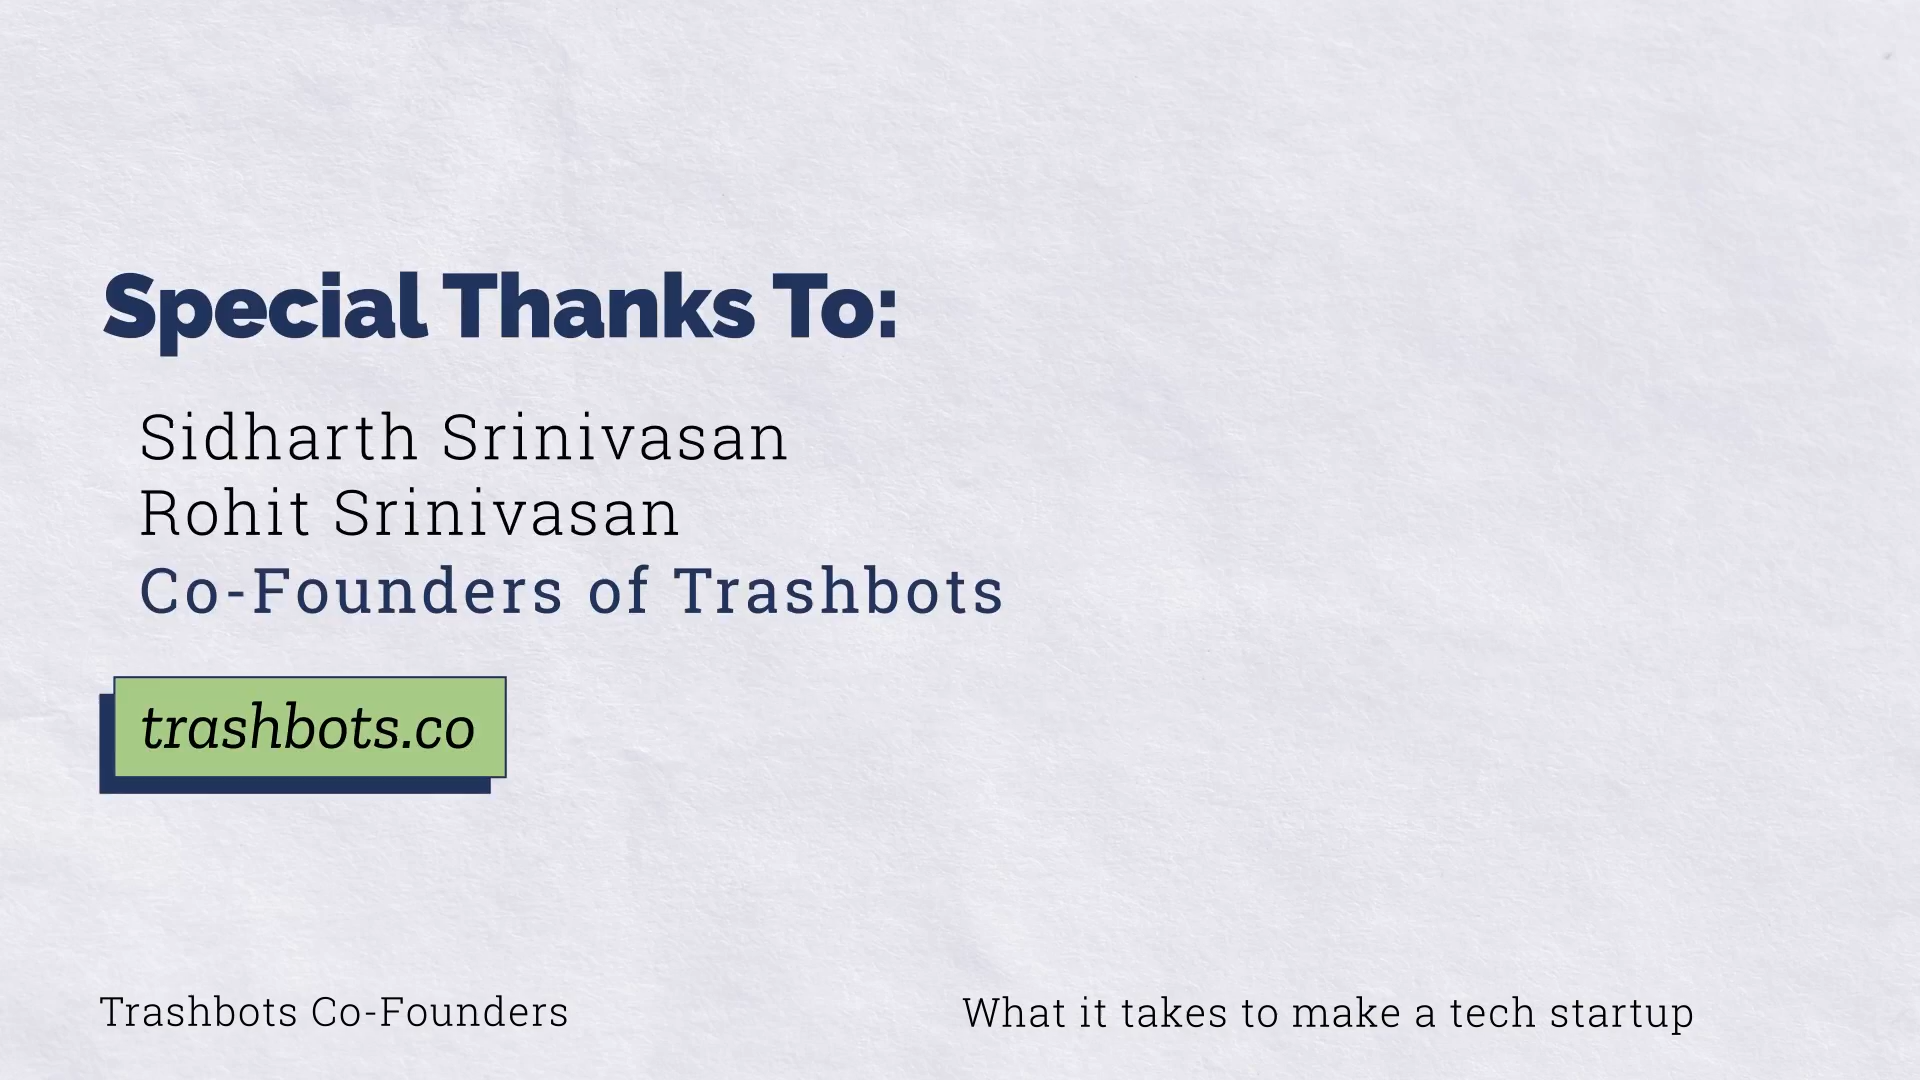 Special Thanks To:
Sidharth Srinivasan
Rohit Srinivasan
Co-Founders of Trashbots
trashbots.co
Trashbots Co-Founders
What it takes to make a tech startup